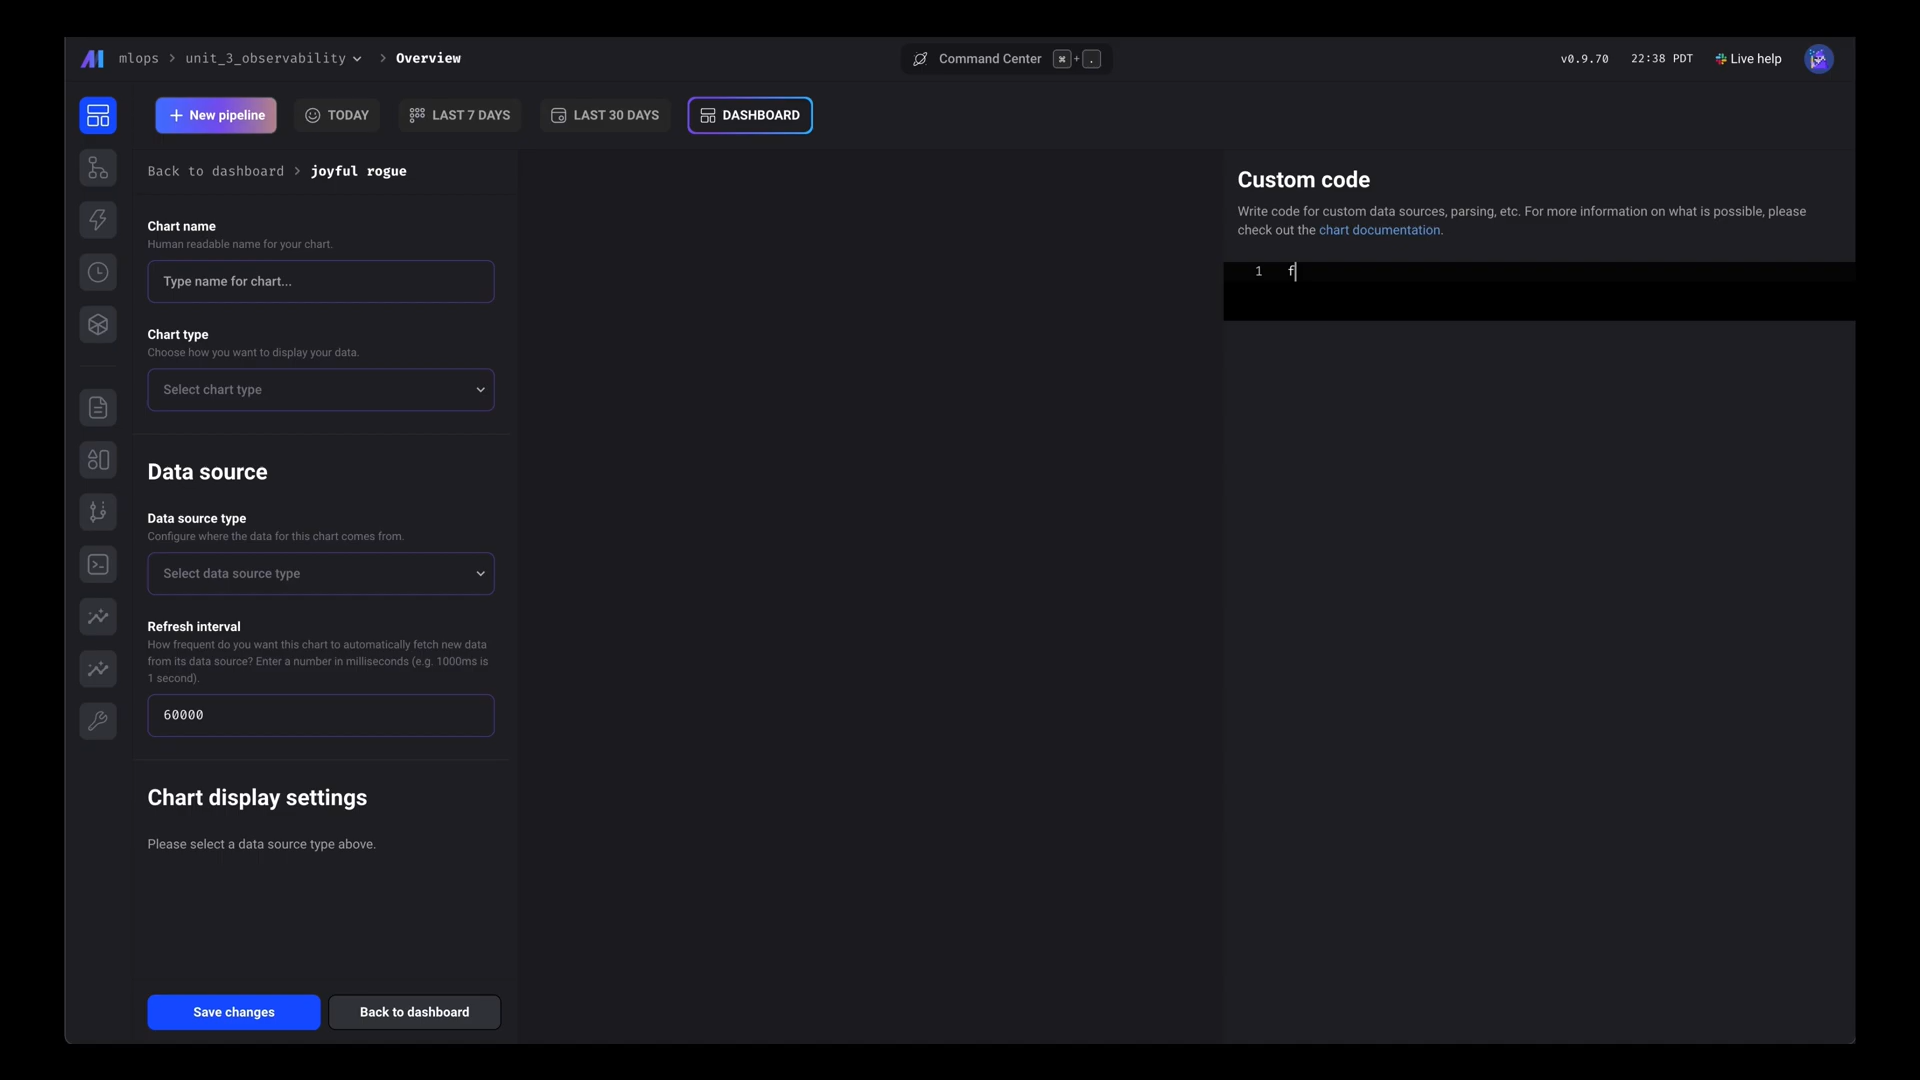 mlops > unit_3_observability > Overview
Command Center ⌘ + .
v0.9.70 22:38 PDT Live help
+ New pipeline TODAY LAST 7 DAYS LAST 30 DAYS DASHBOARD
Back to dashboard > joyful rogue
Chart name
Human readable name for your chart.
Type name for chart...
Chart type
Choose how you want to display your data.
Select chart type
Data source
Data source type
Configure where the data for this chart comes from.
Select data source type
Refresh interval
How frequent do you want this chart to automatically fetch new data
from its data source? Enter a number in milliseconds (e.g. 1000ms is
1 second).
60000
Chart display settings
Please select a data source type above.
Save changes Back to dashboard
Custom code
Write code for custom data sources, parsing, etc. For more information on what is possible, please
check out the chart documentation.
1 f